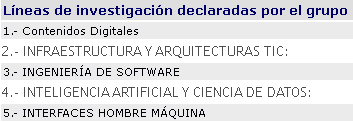 Líneas de investigación declaradas por el grupo
1.- Contenidos Digitales
2.- INFRAESTRUCTURA Y ARQUITECTURAS TIC:
3.- INGENIERÍA DE SOFTWARE
4.- INTELIGENCIA ARTIFICIAL Y CIENCIA DE DATOS:
5.- INTERFACES HOMBRE MÁQUINA